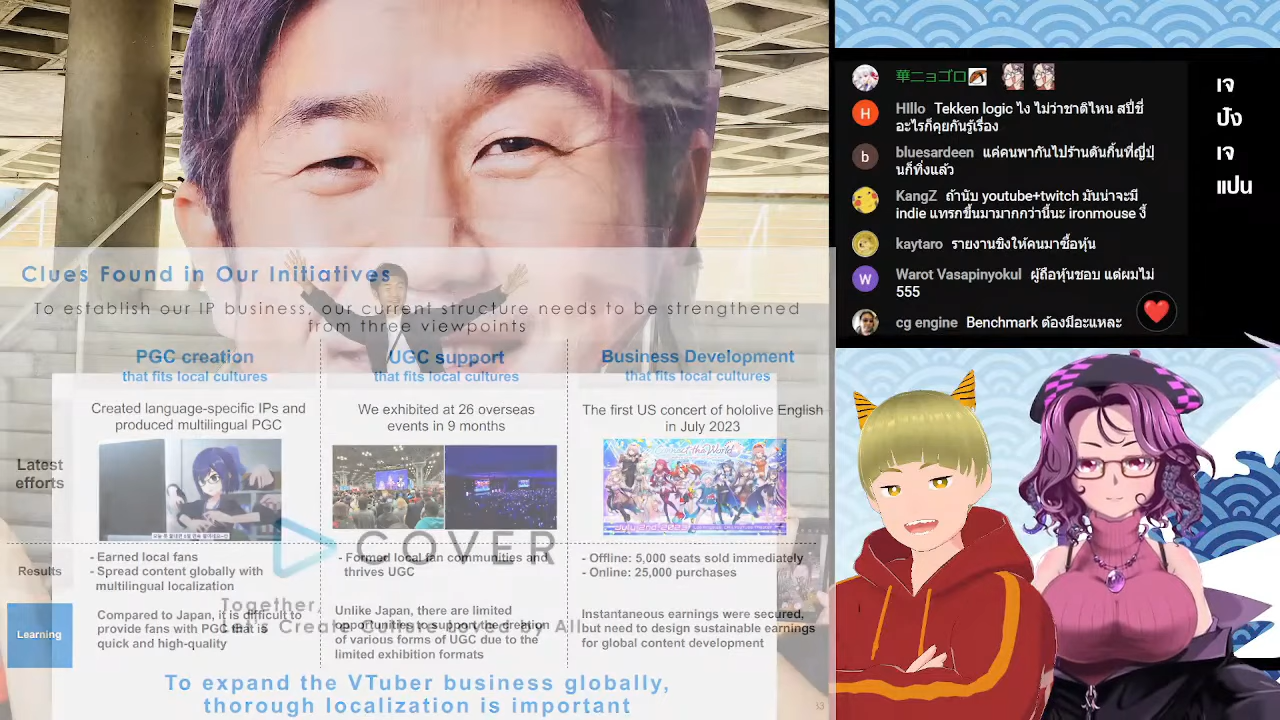 Clues Found in Our Initiatives
To establish our IP business, our current structure needs to be strengthened
from three viewpoints
PGC creation
that fits local cultures
UGC support
that fits local cultures
Business Development
that fits local cultures
Latest
efforts
Created language-specific IPs and
produced multilingual PGC
We exhibited at 26 overseas
events in 9 months
The first US concert of hololive English
in July 2023
Results
- Earned local fans
- Spread content globally with
multilingual localization
- Formed local fan communities and
thrives UGC
- Offline: 5,000 seats sold immediately
- Online: 25,000 purchases
Learning
Compared to Japan, it is difficult to
provide fans with PGC that is
quick and high-quality
Unlike Japan, there are limited
opportunities to support the creation
of various forms of UGC due to the
limited exhibition formats
Instantaneous earnings were secured,
but need to design sustainable earnings
for global content development
To expand the VTuber business globally,
thorough localization is important
53
COVER
Together,
Let's Create Culture Loved by All
華ニョゴロ
HIllo Tekken logic ไง ไม่ว่าชาติไหน สปี่ชี่
อะไรก็คุยกันรู้เรื่อง
bluesardeen แค่คนพากันไปร้านดันกิ้นที่ญี่ปุ่
นก็ทึ่งแล้ว
KangZ ถ้านับ youtube+twitch มันน่าจะมี
indie แทรกขึ้นมามากกว่านี้นะ ironmouse งี้
kaytaro รายงานขิงให้คนมาซื้อหุ้น
Warot Vasapinyokul ผู้ถือหุ้นชอบ แต่ผมไม่
555
cg engine Benchmark ต้องมีอะแหละ
เจ
ปัง
เจ
แปน